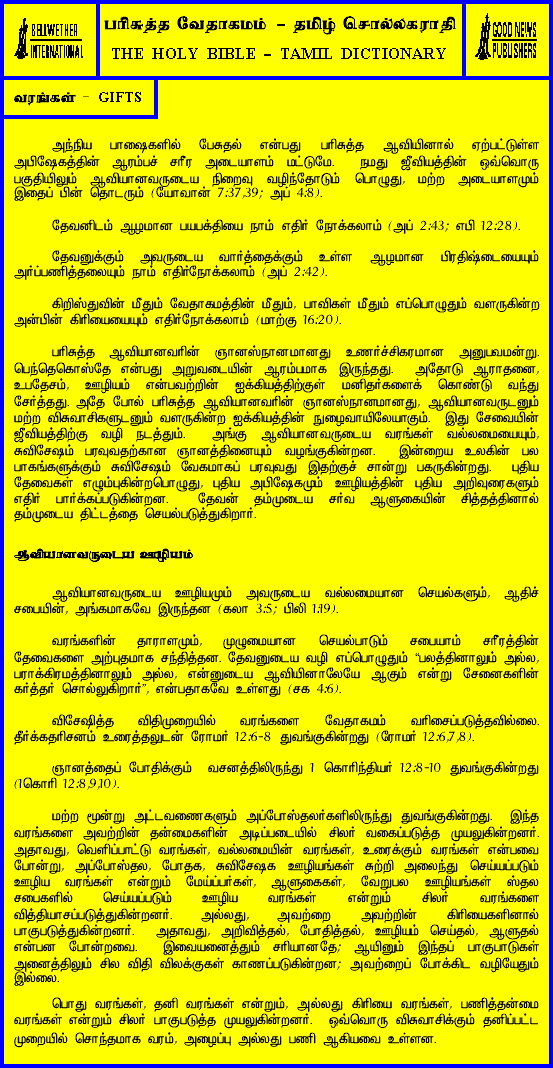 BELLWETHER
INTERNATIONAL
பரிசுத்த வேதாகமம் - தமிழ் சொல்லகராதி
THE HOLY BIBLE - TAMIL DICTIONARY
GOOD NEWS
PUBLISHERS
வரங்கள் - GIFTS
அந்நிய பாஷைகளில் பேசுதல் என்பது பரிசுத்த ஆவியினால் ஏற்பட்டுள்ள
அபிஷேகத்தின் ஆரம்பச் சரீர அடையாளம் மட்டுமே. நமது ஜீவியத்தின் ஒவ்வொரு
பகுதியிலும் ஆவியானவருடைய நிறைவு வழிந்தோடும் பொழுது, மற்ற அடையாளமும்
இதைப் பின் தொடரும் (யோவான் 7:37,39; அப் 4:8).
தேவனிடம் ஆழமான பயபக்தியை நாம் எதிர் நோக்கலாம் (அப் 2:43; எபி 12:28).
தேவனுக்கும் அவருடைய வார்த்தைக்கும் உள்ள ஆழமான பிரதிஷ்டையையும்
அர்ப்பணித்தலையும் நாம் எதிர்நோக்கலாம் (அப் 2:42).
கிறிஸ்துவின் மீதும் வேதாகமத்தின் மீதும், பாவிகள் மீதும் எப்பொழுதும் வளருகின்ற
அன்பின் கிரியையையும் எதிர்நோக்கலாம் (மாற்கு 16:20).
பரிசுத்த ஆவியானவரின் ஞானஸ்நானமானது உணர்ச்சிகரமான அனுபவமன்று.
பெந்தெகொஸ்தே என்பது அறுவடையின் ஆரம்பமாக இருந்தது. அதோடு ஆராதனை,
உபதேசம், ஊழியம் என்பவற்றின் ஐக்கியத்திற்குள் மனிதர்களைக் கொண்டு வந்து
சேர்த்தது. அதே போல் பரிசுத்த ஆவியானவரின் ஞானஸ்நானமானது, ஆவியானவருடனும்
மற்ற விசுவாசிகளுடனும் வளருகின்ற ஐக்கியத்தின் நுழைவாயிலேயாகும். இது சேவையின்
ஜீவியத்திற்கு வழி நடத்தும். அங்கு ஆவியானவருடைய வரங்கள் வல்லமையையும்,
சுவிசேஷம் பரவுவதற்கான ஞானத்தினையும் வழங்குகின்றன. இன்றைய உலகின் பல
பாகங்களுக்கும் சுவிசேஷம் வேகமாகப் பரவுவது இதற்குச் சான்று பகருகின்றது. புதிய
தேவைகள் எழும்புகின்றபொழுது, புதிய அபிஷேகமும் ஊழியத்தின் புதிய அறிவுரைகளும்
எதிர் பார்க்கப்படுகின்றன. தேவன் தம்முடைய சர்வ ஆளுகையின் சித்தத்தினால்
தம்முடைய திட்டத்தை செயல்படுத்துகிறார்.
ஆவியானவருடைய ஊழியம்
ஆவியானவருடைய ஊழியமும் அவருடைய வல்லமையான செயல்களும், ஆதிச்
சபையின், அங்கமாகவே இருந்தன (கலா 3:5; பிலி 1:19).
வரங்களின் தாராளமும், முழுமையான செயல்பாடும் சபையாம் சரீரத்தின்
தேவைகளை அற்புதமாக சந்தித்தன. தேவனுடைய வழி எப்பொழுதும் “பலத்தினாலும் அல்ல,
பராக்கிரமத்தினாலும் அல்ல, என்னுடைய ஆவியினாலேயே ஆகும் என்று சேனைகளின்
கர்த்தர் சொல்லுகிறார்”, என்பதாகவே உள்ளது (சக 4:6).
விசேஷித்த விதிமுறையில் வரங்களை வேதாகமம் வரிசைப்படுத்தவில்லை.
தீர்க்கதரிசனம் உரைத்தலுடன் ரோமர் 12:6-8 துவங்குகின்றது (ரோமர் 12:6,7,8).
ஞானத்தைப் போதிக்கும் வசனத்திலிருந்து 1 கொரிந்தியர் 12:8-10 துவங்குகின்றது
(1கொரி 12:8,9,10).
மற்ற மூன்று அட்டவணைகளும் அப்போஸ்தலர்களிலிருந்து துவங்குகின்றது. இந்த
வரங்களை அவற்றின் தன்மைகளின் அடிப்படையில் சிலர் வகைப்படுத்த முயலுகின்றனர்.
அதாவது, வெளிப்பாட்டு வரங்கள், வல்லமையின் வரங்கள், உரைக்கும் வரங்கள் என்பவை
போன்று, அப்போஸ்தல, போதக, சுவிசேஷக ஊழியங்கள் சுற்றி அலைந்து செய்யப்படும்
ஊழிய வரங்கள் என்றும் மேய்ப்பர்கள், ஆளுகைகள், வேறுபல ஊழியங்கள் ஸ்தல
சபைகளில் செய்யப்படும் ஊழிய வரங்கள் என்றும் சிலர் வரங்களை
வித்தியாசப்படுத்துகின்றனர். அல்லது, அவற்றை அவற்றின் கிரியைகளினால்
பாகுபடுத்துகின்றனர். அதாவது, அறிவித்தல், போதித்தல், ஊழியம் செய்தல், ஆளுதல்
என்பன போன்றவை. இவையனைத்தும் சரியானதே; ஆயினும் இந்தப் பாகுபாடுகள்
அனைத்திலும் சில விதி விலக்குகள் காணப்படுகின்றன; அவற்றைப் போக்கிட வழியேதும்
இல்லை.
பொது வரங்கள், தனி வரங்கள் என்றும், அல்லது கிரியை வரங்கள், பணித்தன்மை
வரங்கள் என்றும் சிலர் பாகுபடுத்த முயலுகின்றனர். ஒவ்வொரு விசுவாசிக்கும் தனிப்பட்ட
முறையில் சொந்தமாக வரம், அழைப்பு அல்லது பணி ஆகியவை உள்ளன.